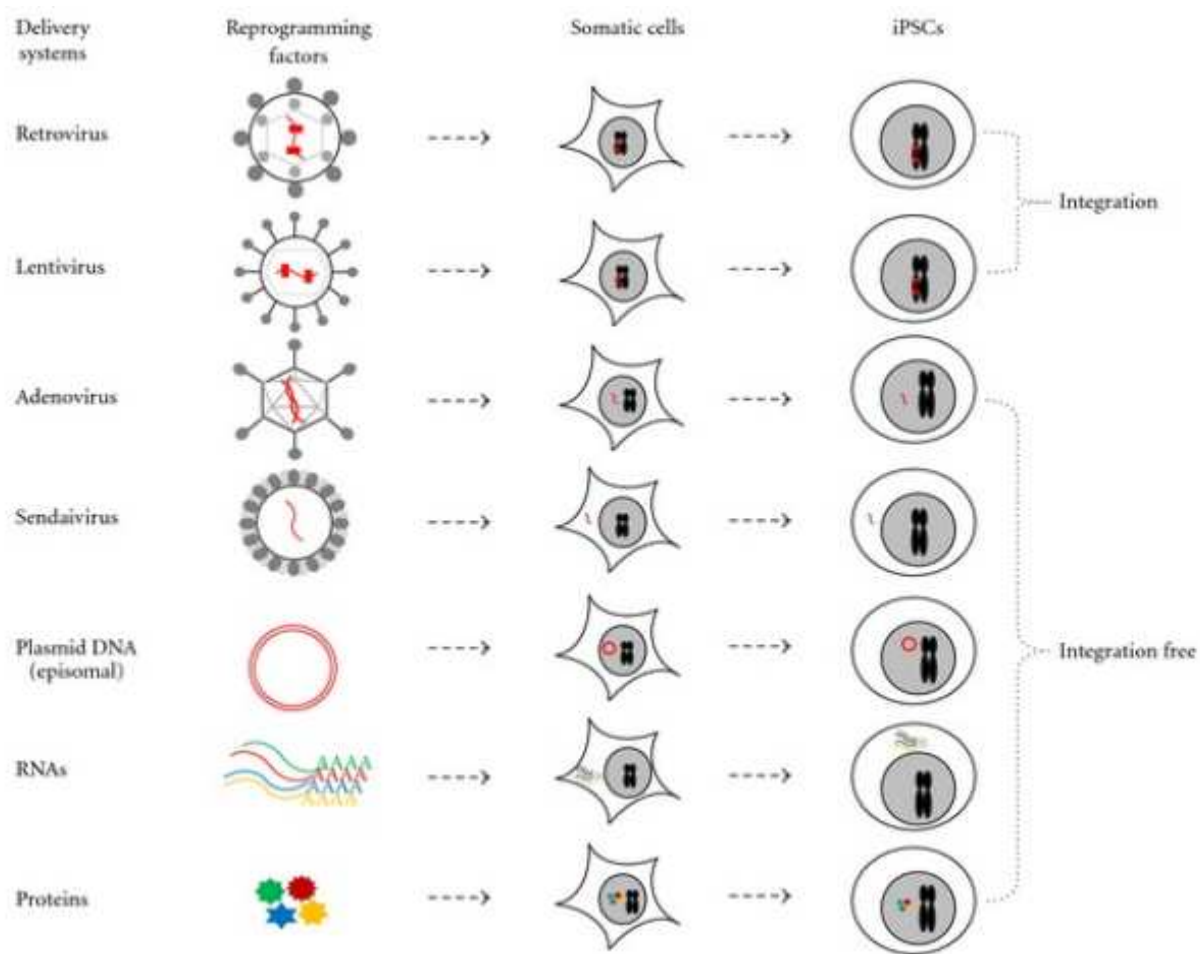 Delivery
systems
Reprogramming
factors
Somatic cells
iPSCs
Retrovirus
Integration
Lentivirus
Adenovirus
Sendaivirus
Plasmid DNA
(episomal)
Integration free
RNAs
AAAA
AAAA
AAAA
AAAA
Proteins